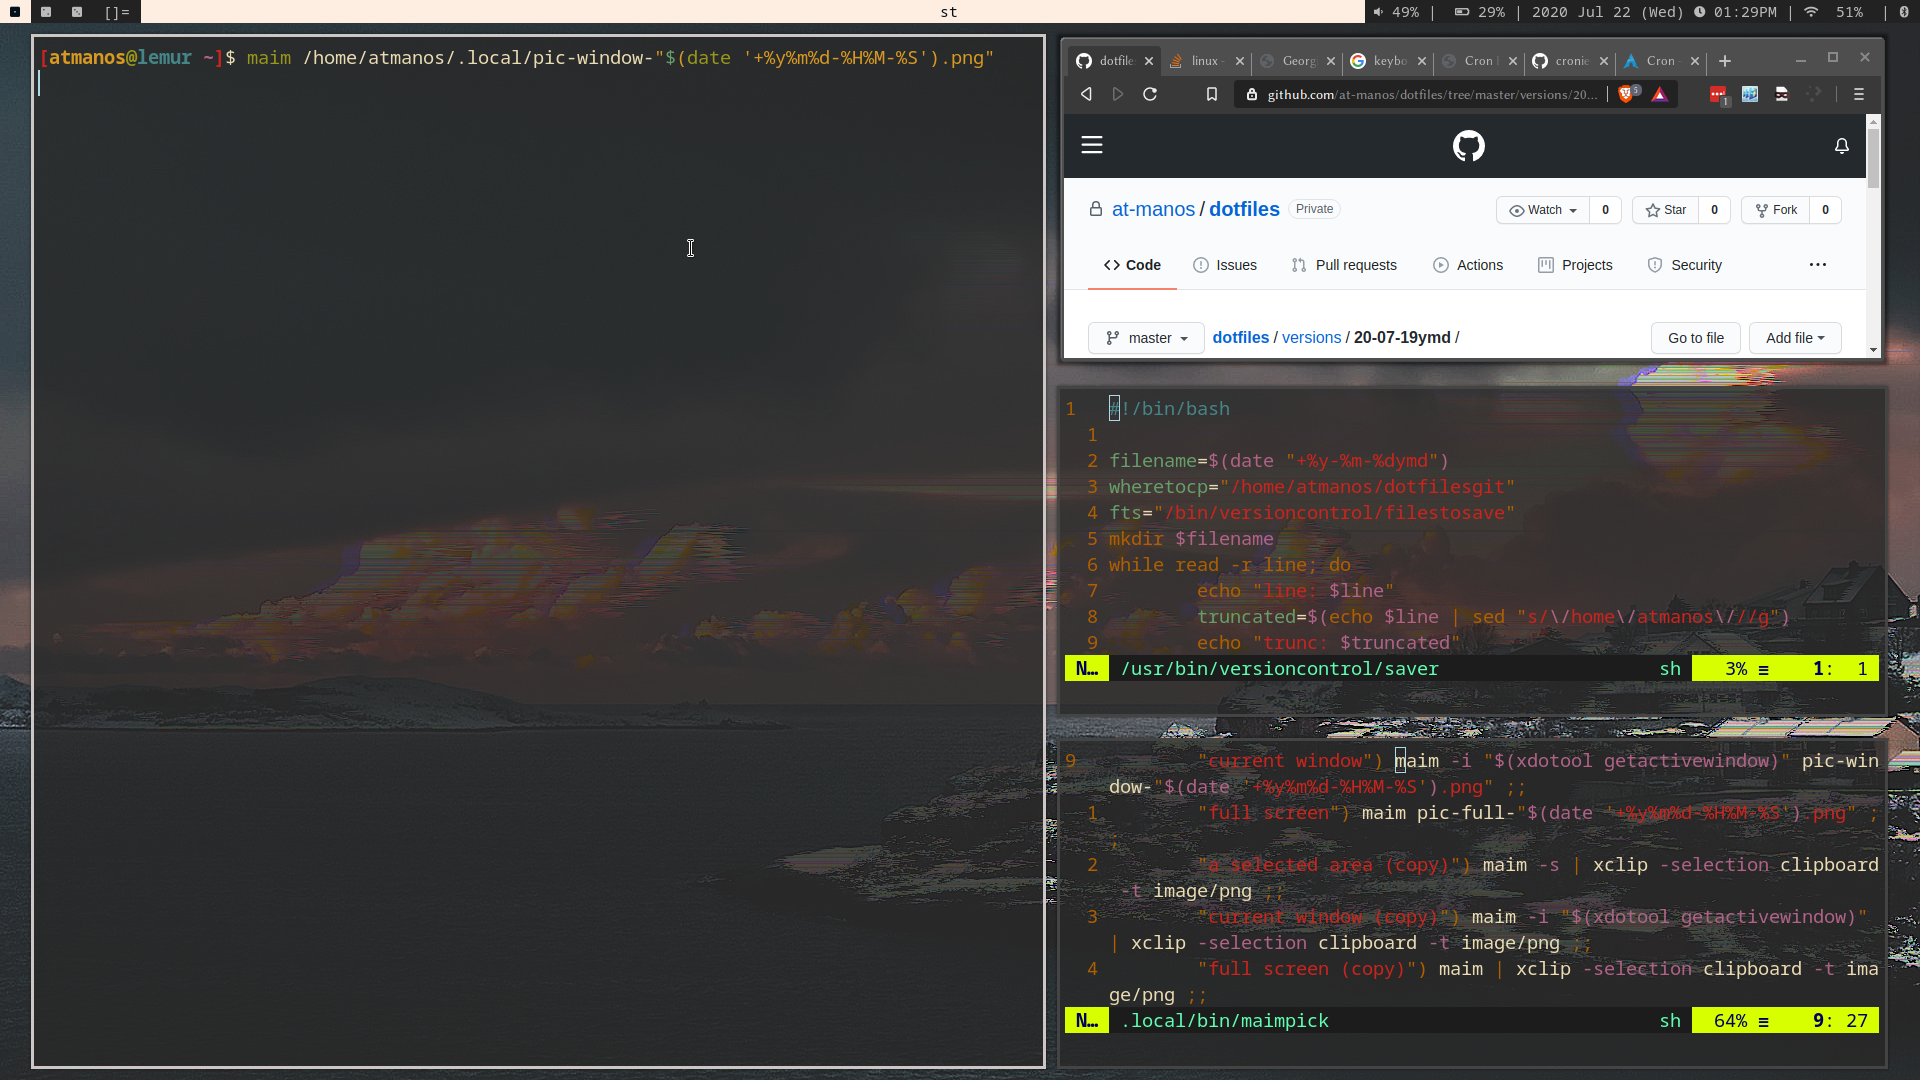 []=
st
49% |
29% | 2020 Jul 22 (Wed)
01:29PM |
51% |
[atmanos@lemur ~]$ maim /home/atmanos/.local/pic-window-"$(date '+%y%m%d-%H%M-%S').png"
dotfile
linux -
Georg
keybo
Cron
cronie
Cron -
github.com/at-manos/dotfiles/tree/master/versions/20...
5
1
at-manos / dotfiles Private
Watch 0
Star 0
Fork 0
Code
Issues
Pull requests
Actions
Projects
Security
master
dotfiles / versions / 20-07-19ymd /
Go to file
Add file
1 #!/bin/bash
1
2 filename=$(date "+%y-%m-%dymd")
3 wheretocp="/home/atmanos/dotfilesgit"
4 fts="/bin/versioncontrol/filestosave"
5 mkdir $filename
6 while read -r line; do
7 echo "line: $line"
8 truncated=$(echo $line | sed "s/\/home\/atmanos\///g")
9 echo "trunc: $truncated"
N… /usr/bin/versioncontrol/saver sh 3% ≡ 1: 1
9 "current window") maim -i "$(xdotool getactivewindow)" pic-win
dow-"$(date '+%y%m%d-%H%M-%S').png" ;;
1 "full screen") maim pic-full-"$(date '+%y%m%d-%H%M-%S').png" ;
;
2 "a selected area (copy)") maim -s | xclip -selection clipboard
-t image/png ;;
3 "current window (copy)") maim -i "$(xdotool getactivewindow)"
| xclip -selection clipboard -t image/png ;;
4 "full screen (copy)") maim | xclip -selection clipboard -t ima
ge/png ;;
N… .local/bin/maimpick sh 64% ≡ 9: 27